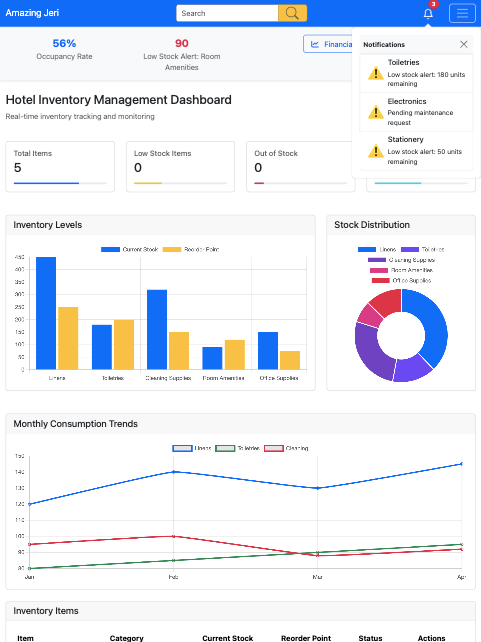 Amazing Jeri
Search
3
56%
Occupancy Rate
90
Low Stock Alert: Room
Amenities
Financia
Notifications
Toiletries
Low stock alert: 180 units
remaining
Electronics
Pending maintenance
request
Stationery
Low stock alert: 50 units
remaining
Hotel Inventory Management Dashboard
Real-time inventory tracking and monitoring
Total Items
5
Low Stock Items
0
Out of Stock
0
Inventory Levels
Current Stock
Reorder Point
450
400
350
300
250
200
150
100
50
0
Linens
Toiletries
Cleaning Supplies
Room Amenities
Office Supplies
Stock Distribution
Linens
Toiletries
Cleaning Supplies
Room Amenities
Office Supplies
Monthly Consumption Trends
Linens
Toiletries
Cleaning
150
140
130
120
110
100
90
80
Jan
Feb
Mar
Apr
Inventory Items
Item Category Current Stock Reorder Point Status Actions